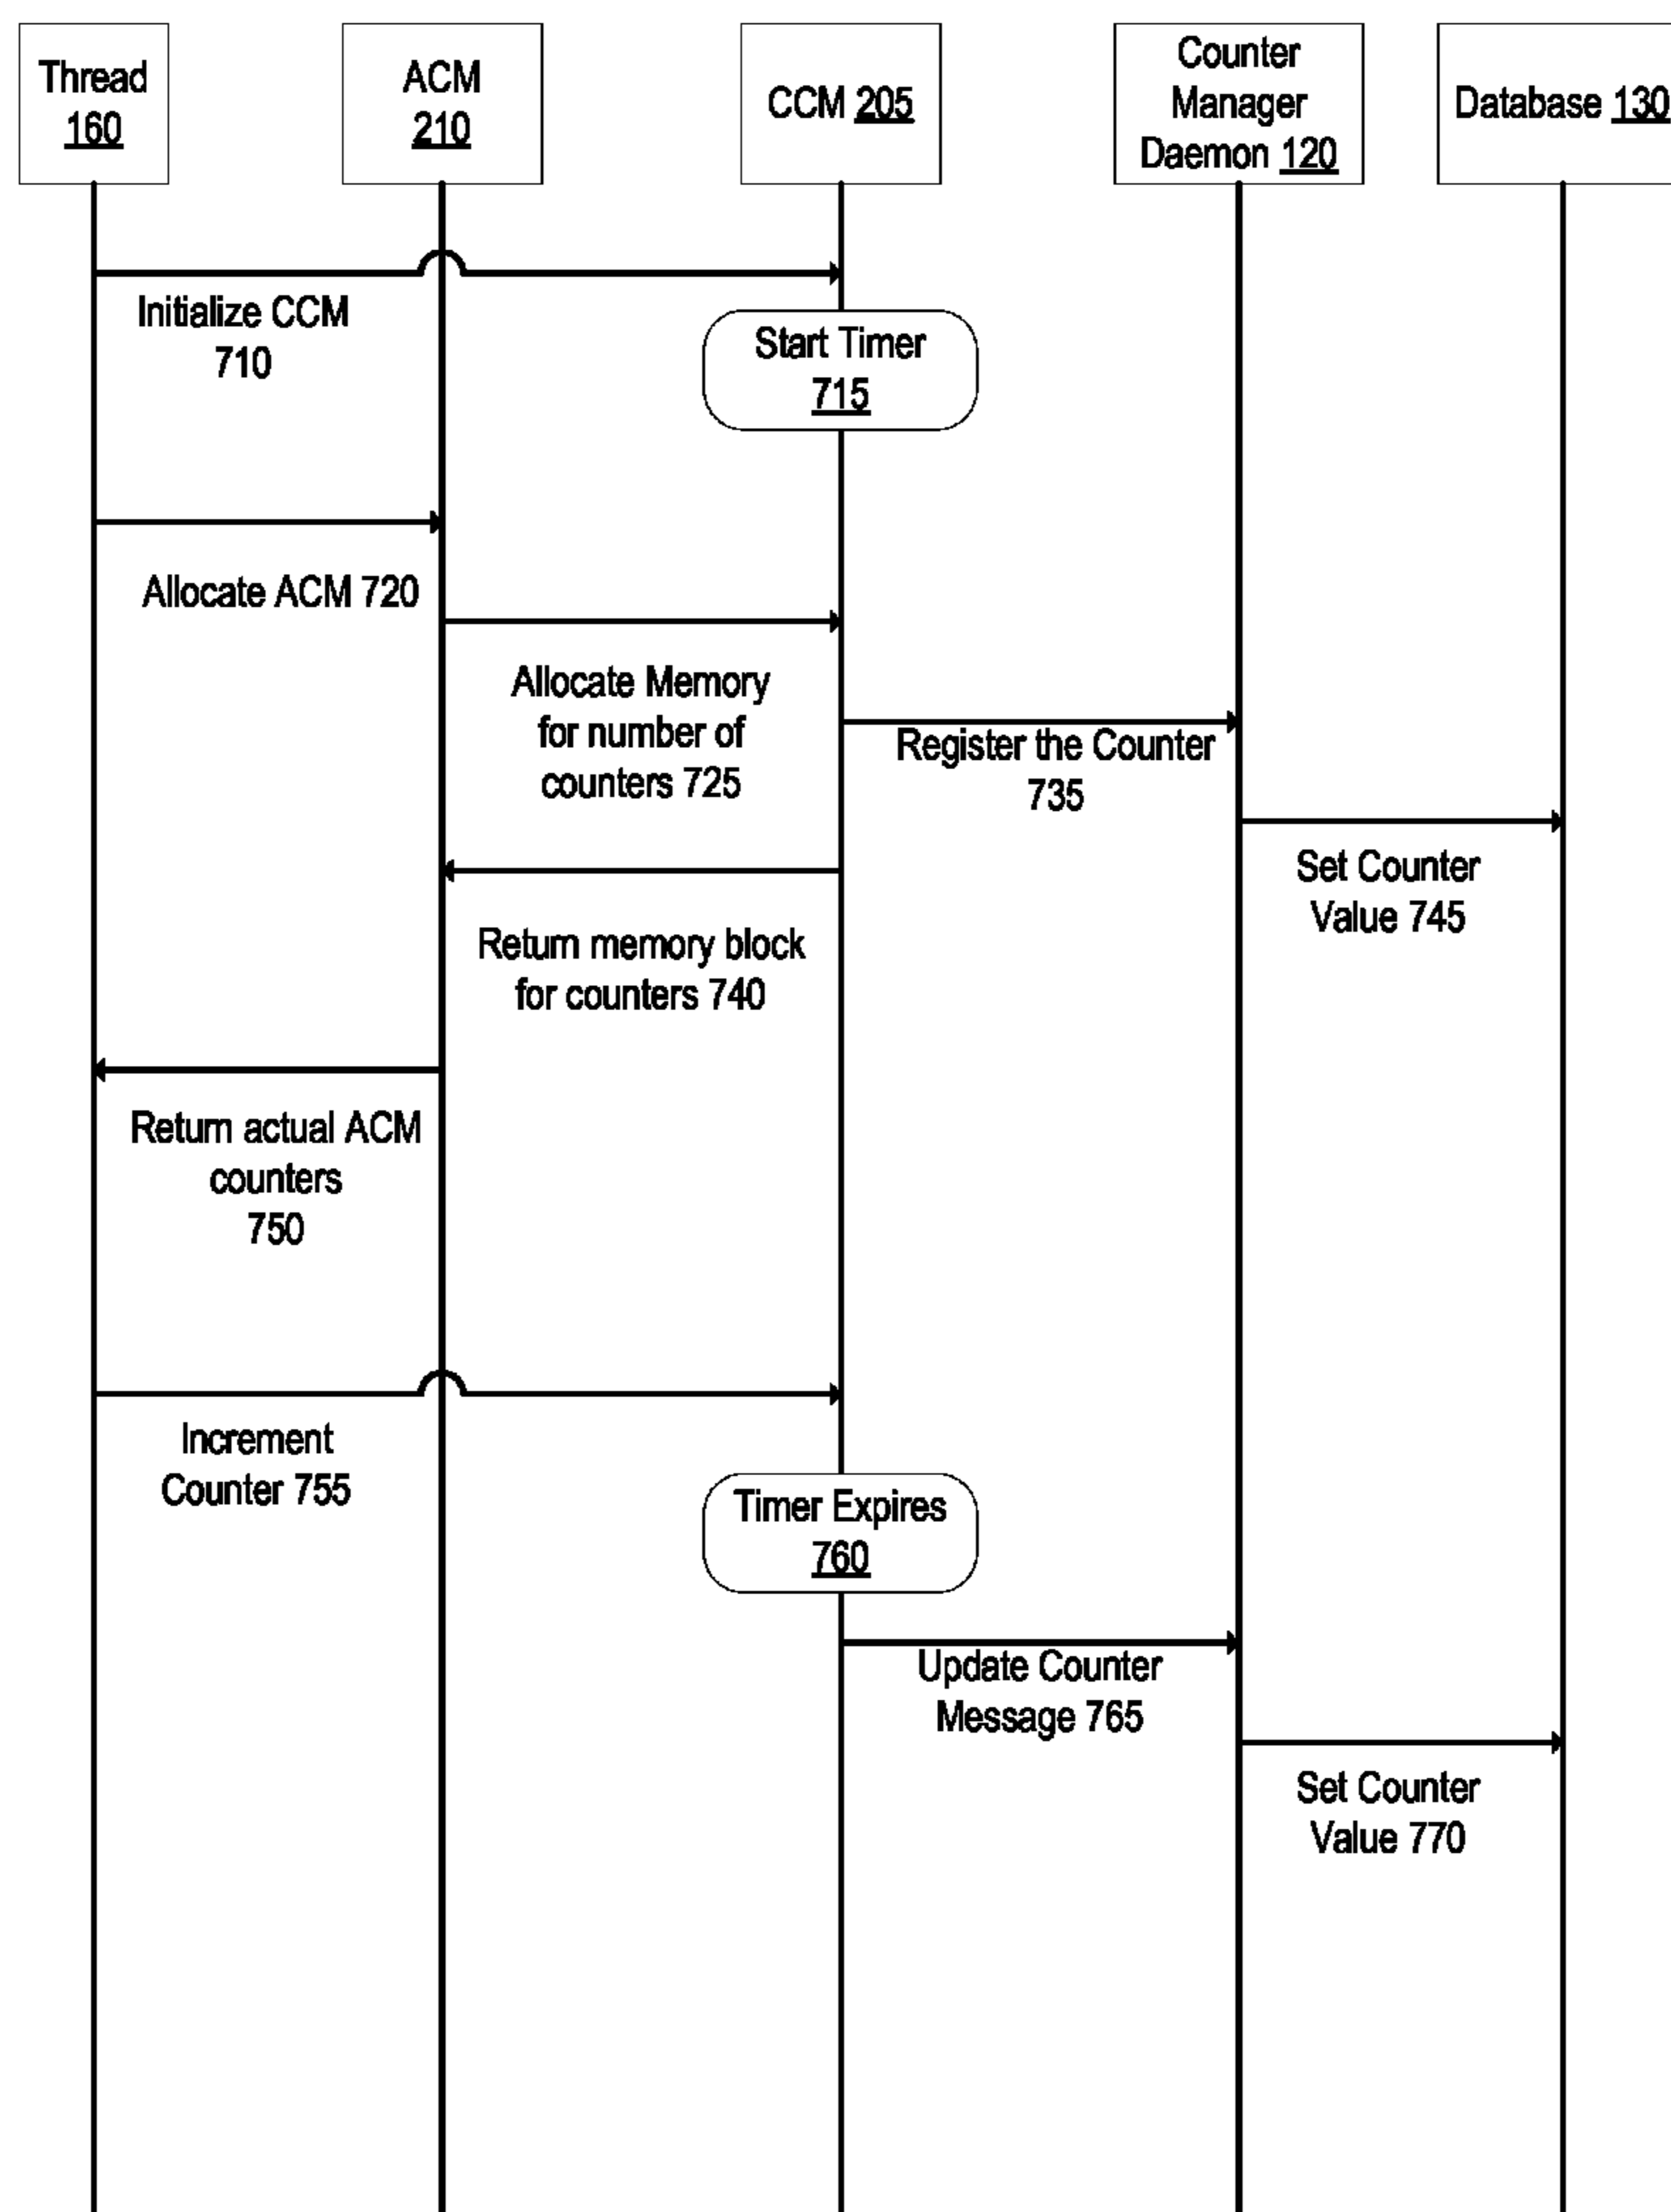 Thread
160
ACM
210
CCM 205
Counter
Manager
Daemon 120
Database 130
Initialize CCM
710
Start Timer
715
Allocate ACM 720
Allocate Memory
for number of
counters 725
Register the Counter
735
Set Counter
Value 745
Return memory block
for counters 740
Return actual ACM
counters
750
Increment
Counter 755
Timer Expires
760
Update Counter
Message 765
Set Counter
Value 770